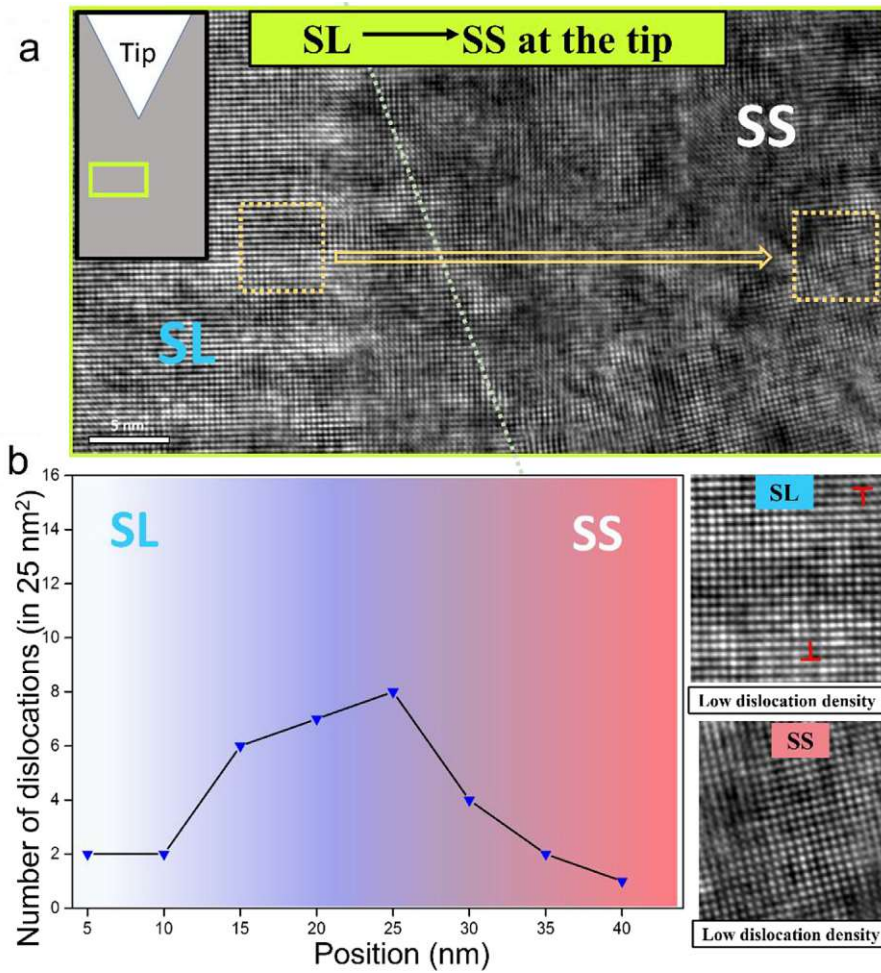 a
Tip
SL → SS at the tip
SS
SL
5 nm
b
Number of dislocations (in 25 nm²)
16
14
12
10
8
6
4
2
0
SL
SS
5 10 15 20 25 30 35 40
Position (nm)
SL
Low dislocation density
SS
Low dislocation density